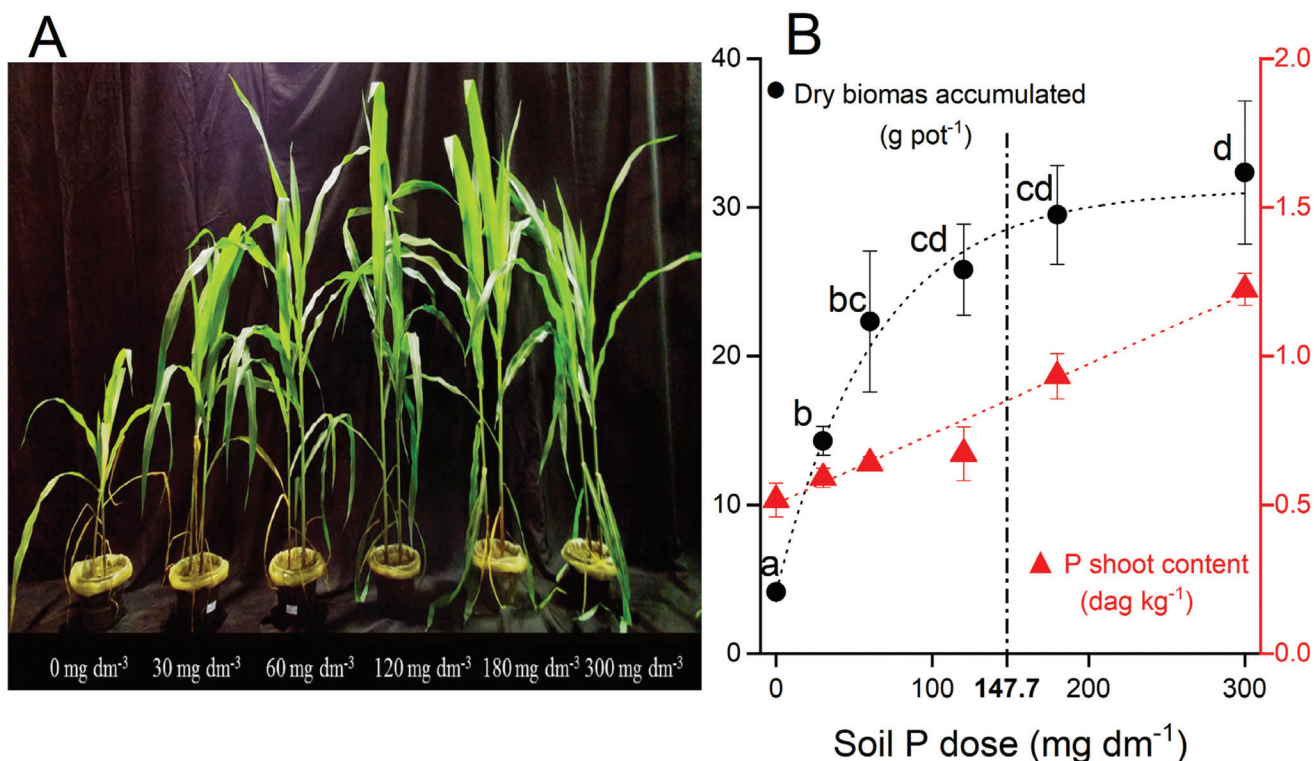 A
0 mg dm⁻³ 30 mg dm⁻³ 60 mg dm⁻³ 120 mg dm⁻³ 180 mg dm⁻³ 300 mg dm⁻³
B
40
30
20
10
0
2.0
1.5
1.0
0.5
0.0
Dry biomas accumulated
(g pot⁻¹)
a
b
bc
cd
cd
d
P shoot content
(dag kg⁻¹)
0 100 147.7 200 300
Soil P dose (mg dm⁻¹)